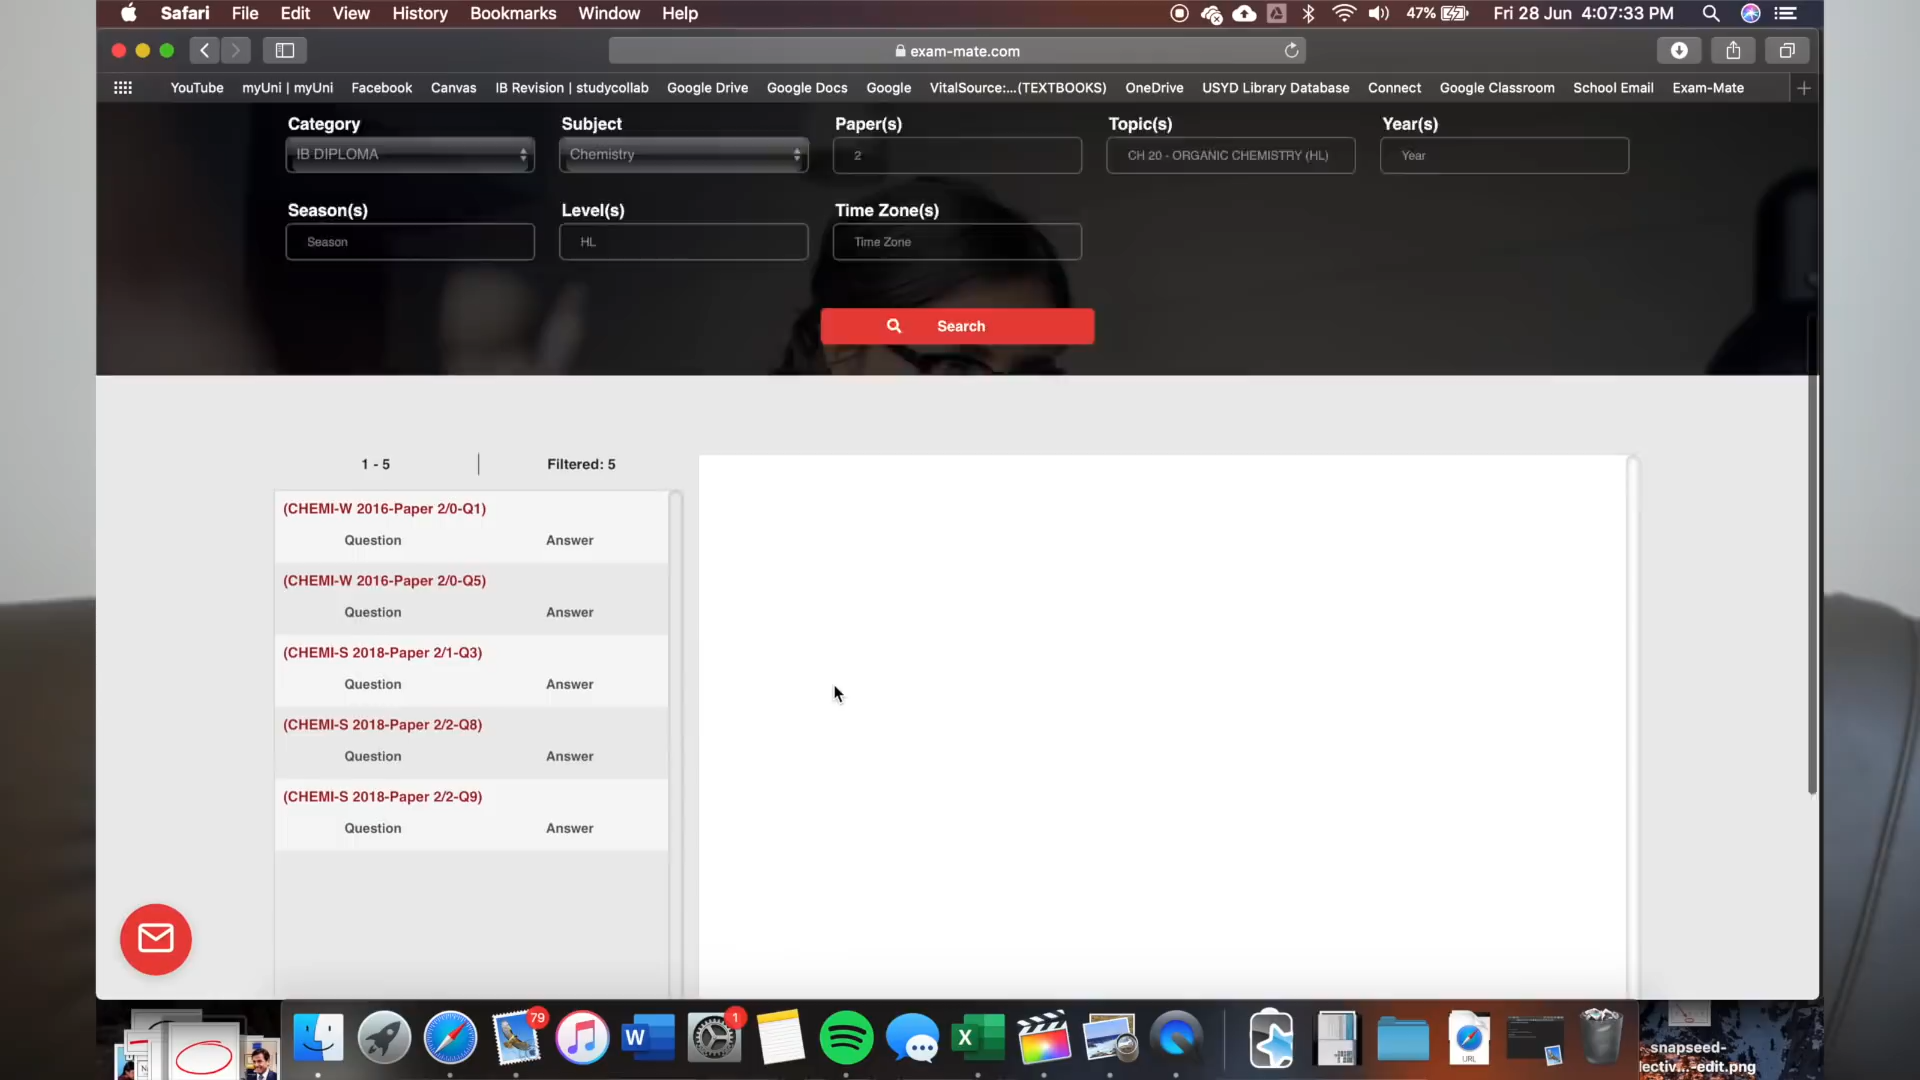 Safari File Edit View History Bookmarks Window Help 47% Fri 28 Jun 4:07:33 PM
exam-mate.com
YouTube myUni | myUni Facebook Canvas IB Revision | studycollab Google Drive Google Docs Google VitalSource:...(TEXTBOOKS) OneDrive USYD Library Database Connect Google Classroom School Email Exam-Mate
Category Subject Paper(s) Topic(s) Year(s)
IB DIPLOMA Chemistry 2 CH 20 - ORGANIC CHEMISTRY (HL) Year
Season(s) Level(s) Time Zone(s)
Season HL Time Zone
Search
1 - 5 Filtered: 5
(CHEMI-W 2016-Paper 2/0-Q1)
Question Answer
(CHEMI-W 2016-Paper 2/0-Q5)
Question Answer
(CHEMI-S 2018-Paper 2/1-Q3)
Question Answer
(CHEMI-S 2018-Paper 2/2-Q8)
Question Answer
(CHEMI-S 2018-Paper 2/2-Q9)
Question Answer
79 W 1 X URL
snapseed-
lectiv...-edit.png